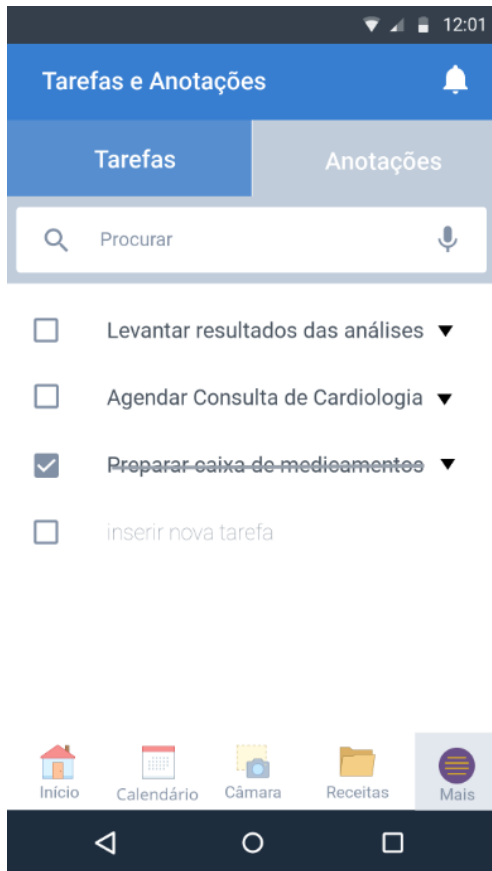 12:01
Tarefas e Anotações
Tarefas
Anotações
Procurar
Levantar resultados das análises
Agendar Consulta de Cardiologia
Preparar caixa de medicamentos
inserir nova tarefa
Início
Calendário
Câmara
Receitas
Mais